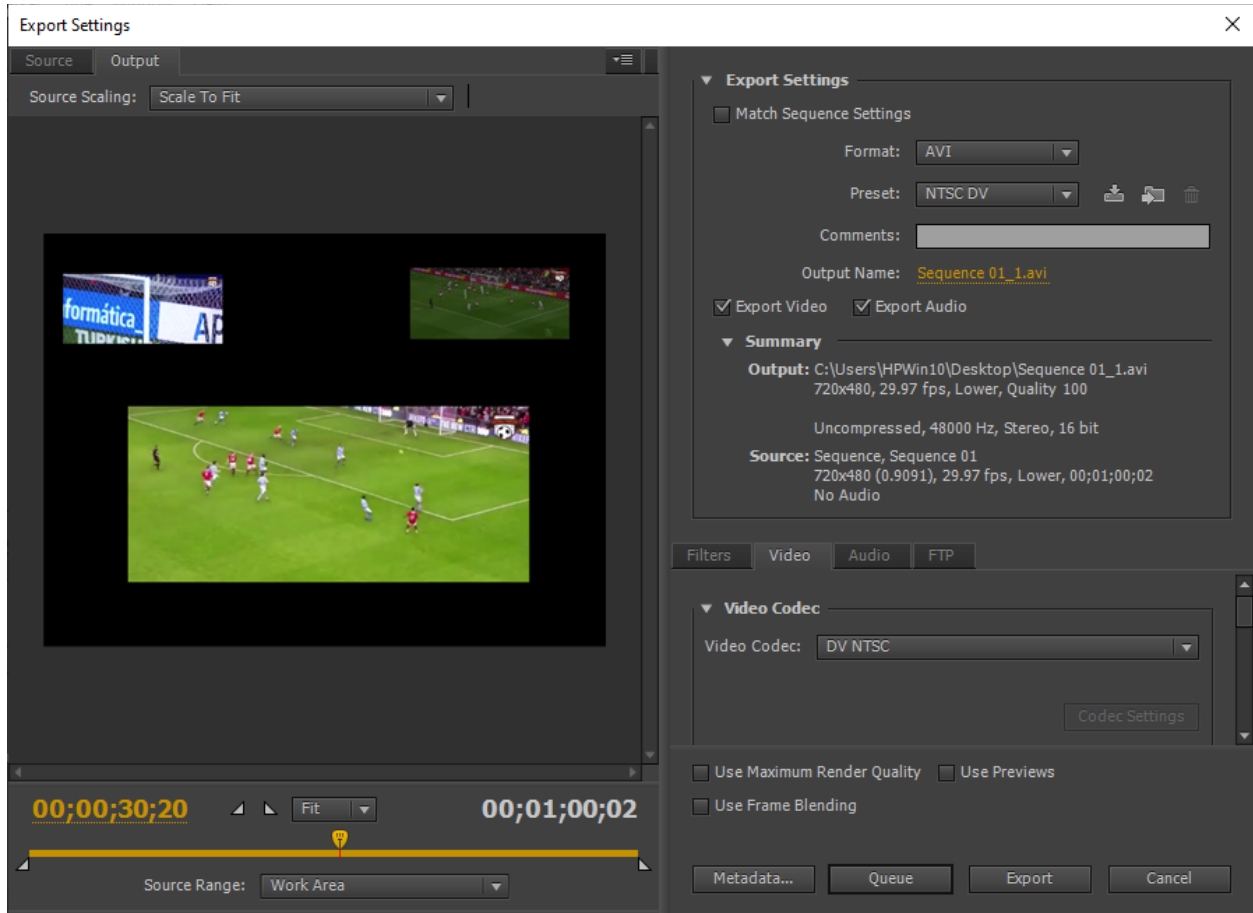 Export Settings
Source Output
Source Scaling: Scale To Fit
formática_ AP
TURKISH
Export Settings
Match Sequence Settings
Format: AVI
Preset: NTSC DV
Comments:
Output Name: Sequence 01_1.avi
Export Video Export Audio
Summary
Output: C:\Users\HPWin10\Desktop\Sequence 01_1.avi
720x480, 29.97 fps, Lower, Quality 100
Uncompressed, 48000 Hz, Stereo, 16 bit
Source: Sequence, Sequence 01
720x480 (0.9091), 29.97 fps, Lower, 00;01;00;02
No Audio
Filters Video Audio FTP
Video Codec
Video Codec: DV NTSC
Codec Settings
Use Maximum Render Quality Use Previews
Use Frame Blending
00;00;30;20 Fit 00;01;00;02
Source Range: Work Area
Metadata... Queue Export Cancel